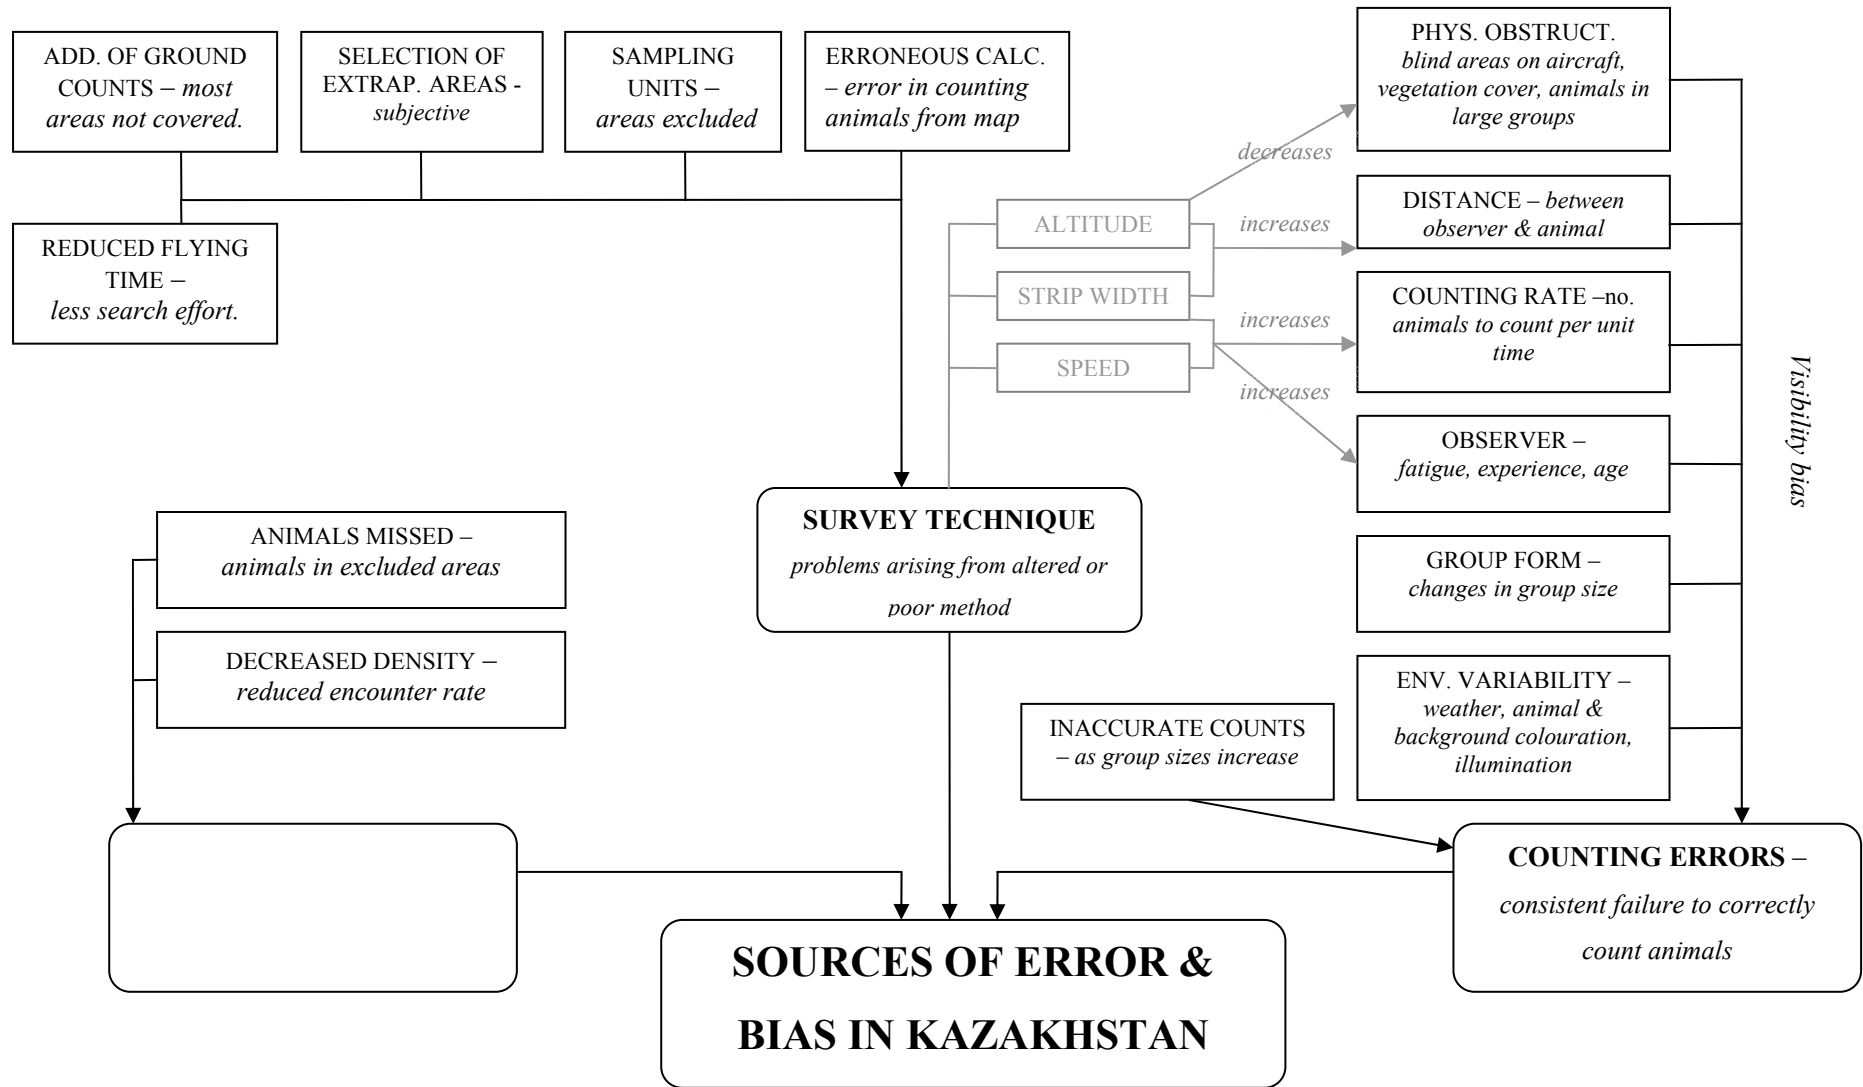 ADD. OF GROUND
COUNTS – most
areas not covered.
SELECTION OF
EXTRAP. AREAS -
subjective
SAMPLING
UNITS –
areas excluded
ERRONEOUS CALC.
– error in counting
animals from map
PHYS. OBSTRUCT.
blind areas on aircraft,
vegetation cover, animals in
large groups
decreases
REDUCED FLYING
TIME –
less search effort.
ALTITUDE
increases
DISTANCE – between
observer & animal
STRIP WIDTH
increases
COUNTING RATE –no.
animals to count per unit
time
SPEED
increases
OBSERVER –
fatigue, experience, age
Visibility bias
SURVEY TECHNIQUE
problems arising from altered or
poor method
ANIMALS MISSED –
animals in excluded areas
GROUP FORM –
changes in group size
DECREASED DENSITY –
reduced encounter rate
ENV. VARIABILITY –
weather, animal &
background colouration,
illumination
INACCURATE COUNTS
– as group sizes increase
COUNTING ERRORS –
consistent failure to correctly
count animals
SOURCES OF ERROR &
BIAS IN KAZAKHSTAN